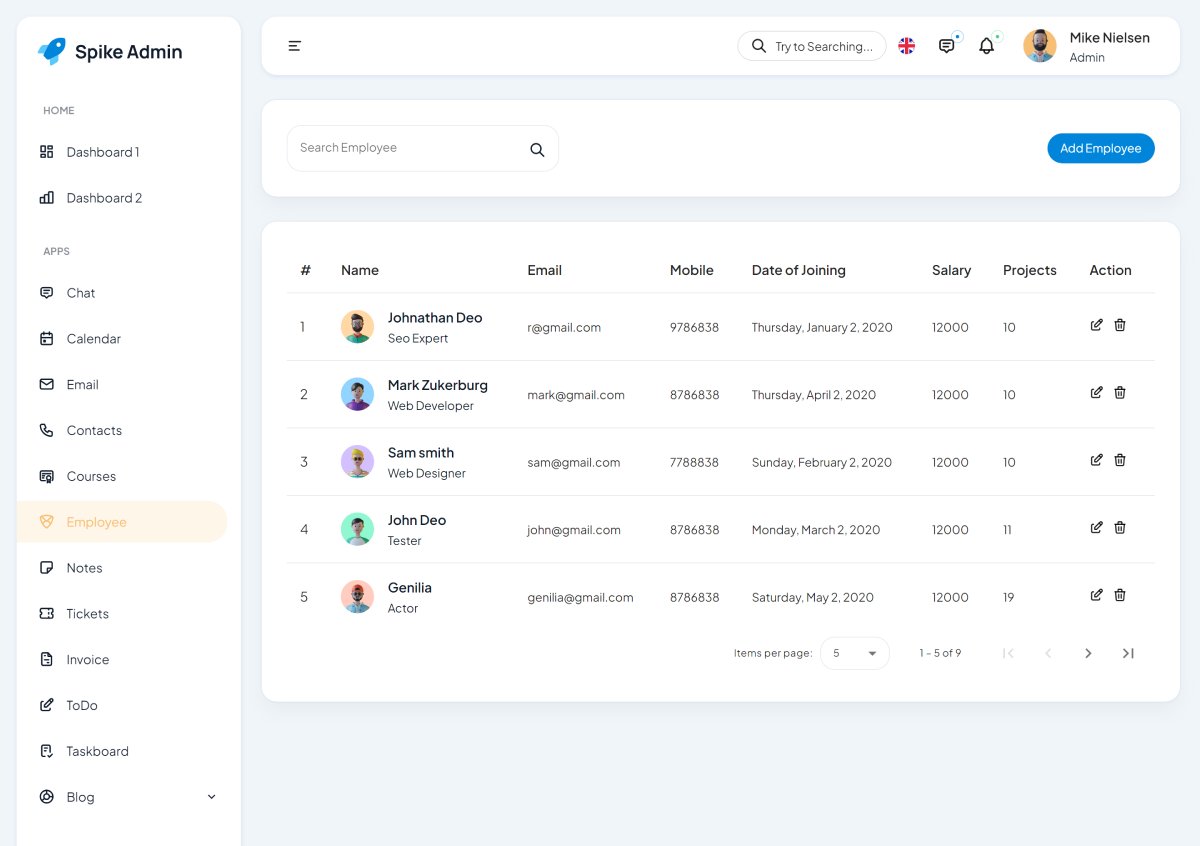 Spike Admin
HOME
Dashboard 1
Dashboard 2
APPS
Chat
Calendar
Email
Contacts
Courses
Employee
Notes
Tickets
Invoice
ToDo
Taskboard
Blog
Try to Searching...
Mike Nielsen
Admin
Search Employee
Add Employee
# Name Email Mobile Date of Joining Salary Projects Action
1 Johnathan Deo r@gmail.com 9786838 Thursday, January 2, 2020 12000 10
Seo Expert
2 Mark Zukerburg mark@gmail.com 8786838 Thursday, April 2, 2020 12000 10
Web Developer
3 Sam smith sam@gmail.com 7788838 Sunday, February 2, 2020 12000 10
Web Designer
4 John Deo john@gmail.com 8786838 Monday, March 2, 2020 12000 11
Tester
5 Genilia genilia@gmail.com 8786838 Saturday, May 2, 2020 12000 19
Actor
Items per page: 5 1 – 5 of 9